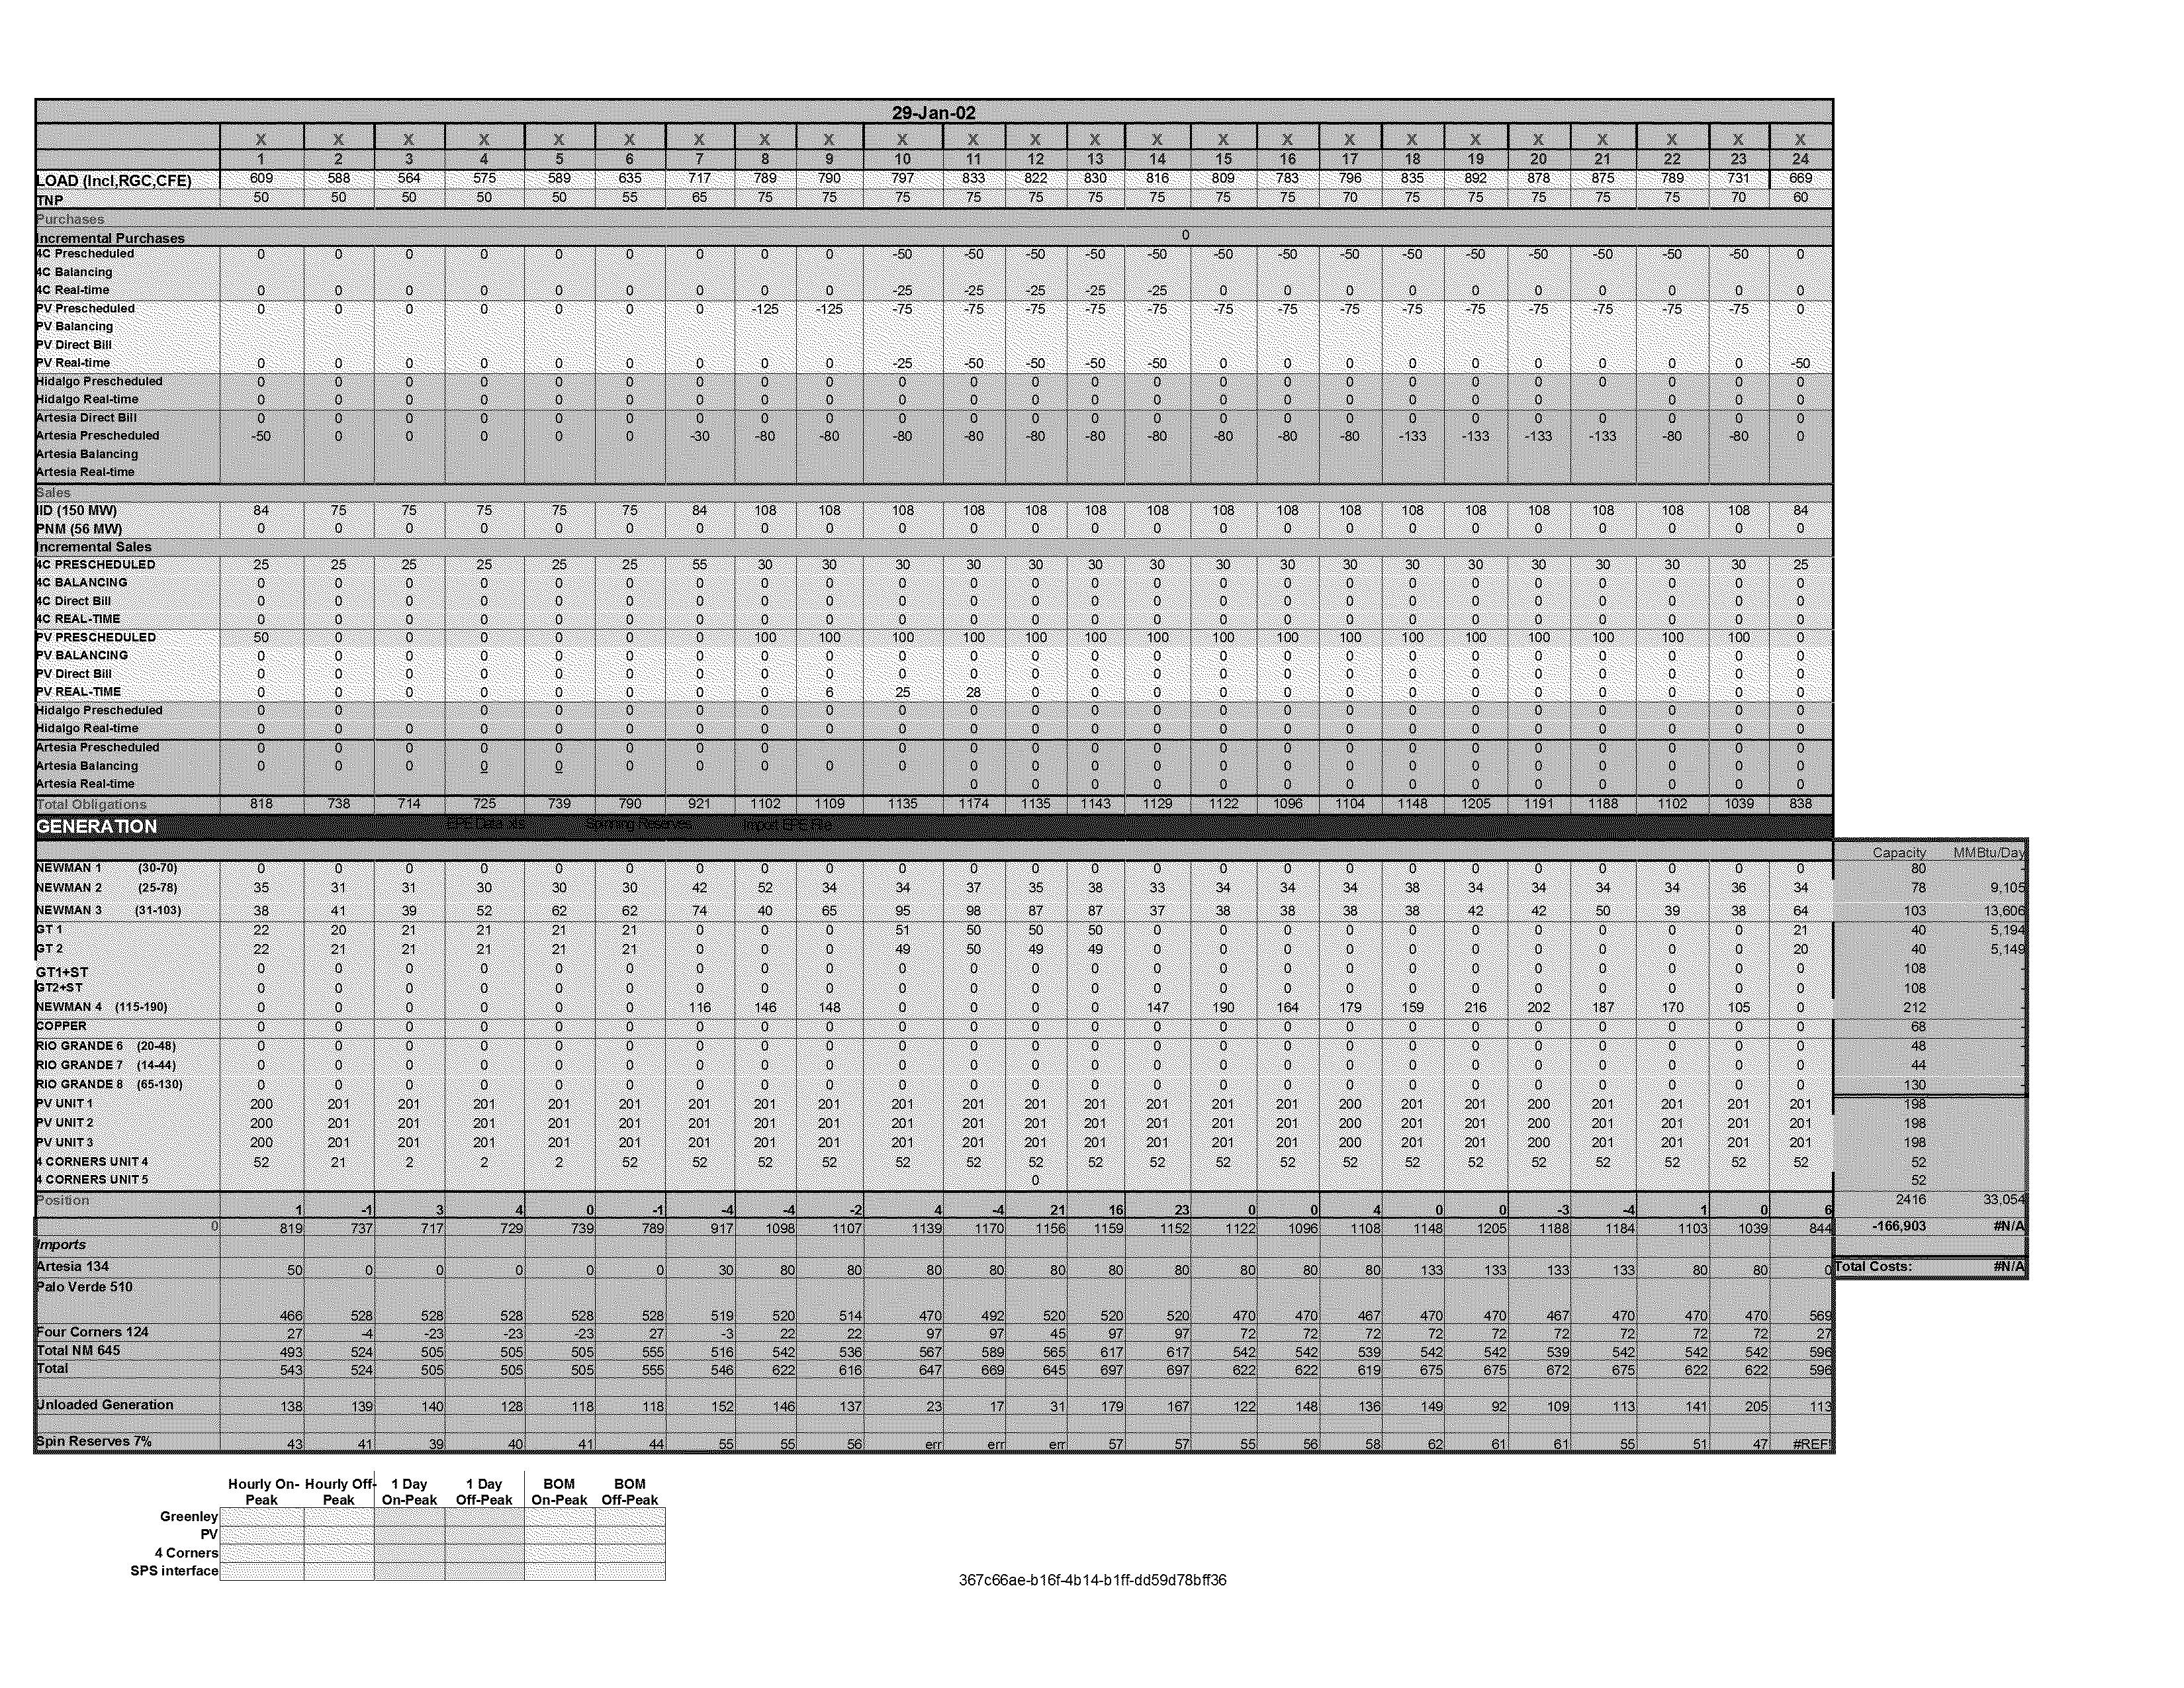 29-Jan-02
X X X X X X X X X X X X X X X X X X X X X X X X
1 2 3 4 5 6 7 8 9 10 11 12 13 14 15 16 17 18 19 20 21 22 23 24
LOAD (Incl,RGC,CFE) 609 588 564 575 589 635 717 789 790 797 833 822 830 816 809 783 796 835 892 878 875 789 731 669
TNP 50 50 50 50 50 55 65 75 75 75 75 75 75 75 75 75 70 75 75 75 75 75 70 60
Purchases
Incremental Purchases 0
4C Prescheduled 0 0 0 0 0 0 0 0 0 -50 -50 -50 -50 -50 -50 -50 -50 -50 -50 -50 -50 -50 -50 0
4C Balancing
4C Real-time 0 0 0 0 0 0 0 0 0 -25 -25 -25 -25 -25 0 0 0 0 0 0 0 0 0 0
PV Prescheduled 0 0 0 0 0 0 0 -125 -125 -75 -75 -75 -75 -75 -75 -75 -75 -75 -75 -75 -75 -75 -75 0
PV Balancing
PV Direct Bill
PV Real-time 0 0 0 0 0 0 0 0 0 -25 -50 -50 -50 -50 0 0 0 0 0 0 0 0 0 -50
Hidalgo Prescheduled 0 0 0 0 0 0 0 0 0 0 0 0 0 0 0 0 0 0 0 0 0 0 0 0
Hidalgo Real-time 0 0 0 0 0 0 0 0 0 0 0 0 0 0 0 0 0 0 0 0 0 0 0
Artesia Direct Bill 0 0 0 0 0 0 0 0 0 0 0 0 0 0 0 0 0 0 0 0 0 0 0 0
Artesia Prescheduled -50 0 0 0 0 0 -30 -80 -80 -80 -80 -80 -80 -80 -80 -80 -80 -133 -133 -133 -133 -80 -80 0
Artesia Balancing
Artesia Real-time
Sales
IID (150 MW) 84 75 75 75 75 75 84 108 108 108 108 108 108 108 108 108 108 108 108 108 108 108 108 84
PNM (56 MW) 0 0 0 0 0 0 0 0 0 0 0 0 0 0 0 0 0 0 0 0 0 0 0 0
Incremental Sales
4C PRESCHEDULED 25 25 25 25 25 25 55 30 30 30 30 30 30 30 30 30 30 30 30 30 30 30 30 25
4C BALANCING 0 0 0 0 0 0 0 0 0 0 0 0 0 0 0 0 0 0 0 0 0 0 0 0
4C Direct Bill 0 0 0 0 0 0 0 0 0 0 0 0 0 0 0 0 0 0 0 0 0 0 0 0
4C REAL-TIME 0 0 0 0 0 0 0 0 0 0 0 0 0 0 0 0 0 0 0 0 0 0 0 0
PV PRESCHEDULED 50 0 0 0 0 0 0 100 100 100 100 100 100 100 100 100 100 100 100 100 100 100 100 0
PV BALANCING 0 0 0 0 0 0 0 0 0 0 0 0 0 0 0 0 0 0 0 0 0 0 0 0
PV Direct Bill 0 0 0 0 0 0 0 0 0 0 0 0 0 0 0 0 0 0 0 0 0 0 0 0
PV REAL-TIME 0 0 0 0 0 0 0 0 6 25 28 0 0 0 0 0 0 0 0 0 0 0 0 0
Hidalgo Prescheduled 0 0 0 0 0 0 0 0 0 0 0 0 0 0 0 0 0 0 0 0 0 0 0
Hidalgo Real-time 0 0 0 0 0 0 0 0 0 0 0 0 0 0 0 0 0 0 0 0 0 0 0 0
Artesia Prescheduled 0 0 0 0 0 0 0 0 0 0 0 0 0 0 0 0 0 0 0 0 0 0 0 0
Artesia Balancing 0 0 0 0 0 0 0 0 0 0 0 0 0 0 0 0 0 0 0 0 0 0 0 0
Artesia Real-time 0 0 0 0 0 0 0 0 0 0 0 0 0 0
Total Obligations 818 738 714 725 739 790 921 1102 1109 1135 1174 1135 1143 1129 1122 1096 1104 1148 1205 1191 1188 1102 1039 838
GENERATION EPE Data .xls Spinning Reserves Import EPE File
Capacity MMBtu/Day
NEWMAN 1 (30-70) 0 0 0 0 0 0 0 0 0 0 0 0 0 0 0 0 0 0 0 0 0 0 0 0 80 -
NEWMAN 2 (25-78) 35 31 31 30 30 30 42 52 34 34 37 35 38 33 34 34 34 38 34 34 34 34 36 34 78 9,105
NEWMAN 3 (31-103) 38 41 39 52 62 62 74 40 65 95 98 87 87 37 38 38 38 38 42 42 50 39 38 64 103 13,606
GT 1 22 20 21 21 21 21 0 0 0 51 50 50 50 0 0 0 0 0 0 0 0 0 0 21 40 5,194
GT 2 22 21 21 21 21 21 0 0 0 49 50 49 49 0 0 0 0 0 0 0 0 0 0 20 40 5,149
GT1+ST 0 0 0 0 0 0 0 0 0 0 0 0 0 0 0 0 0 0 0 0 0 0 0 0 108 -
GT2+ST 0 0 0 0 0 0 0 0 0 0 0 0 0 0 0 0 0 0 0 0 0 0 0 0 108 -
NEWMAN 4 (115-190) 0 0 0 0 0 0 116 146 148 0 0 0 0 147 190 164 179 159 216 202 187 170 105 0 212 -
COPPER 0 0 0 0 0 0 0 0 0 0 0 0 0 0 0 0 0 0 0 0 0 0 0 0 68 -
RIO GRANDE 6 (20-48) 0 0 0 0 0 0 0 0 0 0 0 0 0 0 0 0 0 0 0 0 0 0 0 0 48 -
RIO GRANDE 7 (14-44) 0 0 0 0 0 0 0 0 0 0 0 0 0 0 0 0 0 0 0 0 0 0 0 0 44 -
RIO GRANDE 8 (65-130) 0 0 0 0 0 0 0 0 0 0 0 0 0 0 0 0 0 0 0 0 0 0 0 0 130 -
PV UNIT 1 200 201 201 201 201 201 201 201 201 201 201 201 201 201 201 201 200 201 201 200 201 201 201 201 198
PV UNIT 2 200 201 201 201 201 201 201 201 201 201 201 201 201 201 201 201 200 201 201 200 201 201 201 201 198
PV UNIT 3 200 201 201 201 201 201 201 201 201 201 201 201 201 201 201 201 200 201 201 200 201 201 201 201 198
4 CORNERS UNIT 4 52 21 2 2 2 52 52 52 52 52 52 52 52 52 52 52 52 52 52 52 52 52 52 52 52
4 CORNERS UNIT 5 0 52
Position 1 -1 3 4 0 -1 -4 -4 -2 4 -4 21 16 23 0 0 4 0 0 -3 -4 1 0 6 2416 33,054
0 819 737 717 729 739 789 917 1098 1107 1139 1170 1156 1159 1152 1122 1096 1108 1148 1205 1188 1184 1103 1039 844 -166,903 #N/A
Imports
Artesia 134 50 0 0 0 0 0 30 80 80 80 80 80 80 80 80 80 80 133 133 133 133 80 80 0 Total Costs: #N/A
Palo Verde 510
466 528 528 528 528 528 519 520 514 470 492 520 520 520 470 470 467 470 470 467 470 470 470 569
Four Corners 124 27 -4 -23 -23 -23 27 -3 22 22 97 97 45 97 97 72 72 72 72 72 72 72 72 72 27
Total NM 645 493 524 505 505 505 555 516 542 536 567 589 565 617 617 542 542 539 542 542 539 542 542 542 596
Total 543 524 505 505 505 555 546 622 616 647 669 645 697 697 622 622 619 675 675 672 675 622 622 596
Unloaded Generation 138 139 140 128 118 118 152 146 137 23 17 31 179 167 122 148 136 149 92 109 113 141 205 113
Spin Reserves 7% 43 41 39 40 41 44 55 55 56 err err err 57 57 55 56 58 62 61 61 55 51 47 #REF!
Hourly On-Peak Hourly Off-Peak 1 Day On-Peak 1 Day Off-Peak BOM On-Peak BOM Off-Peak
Greenley
PV
4 Corners
SPS interface
367c66ae-b16f-4b14-b1ff-dd59d78bff36